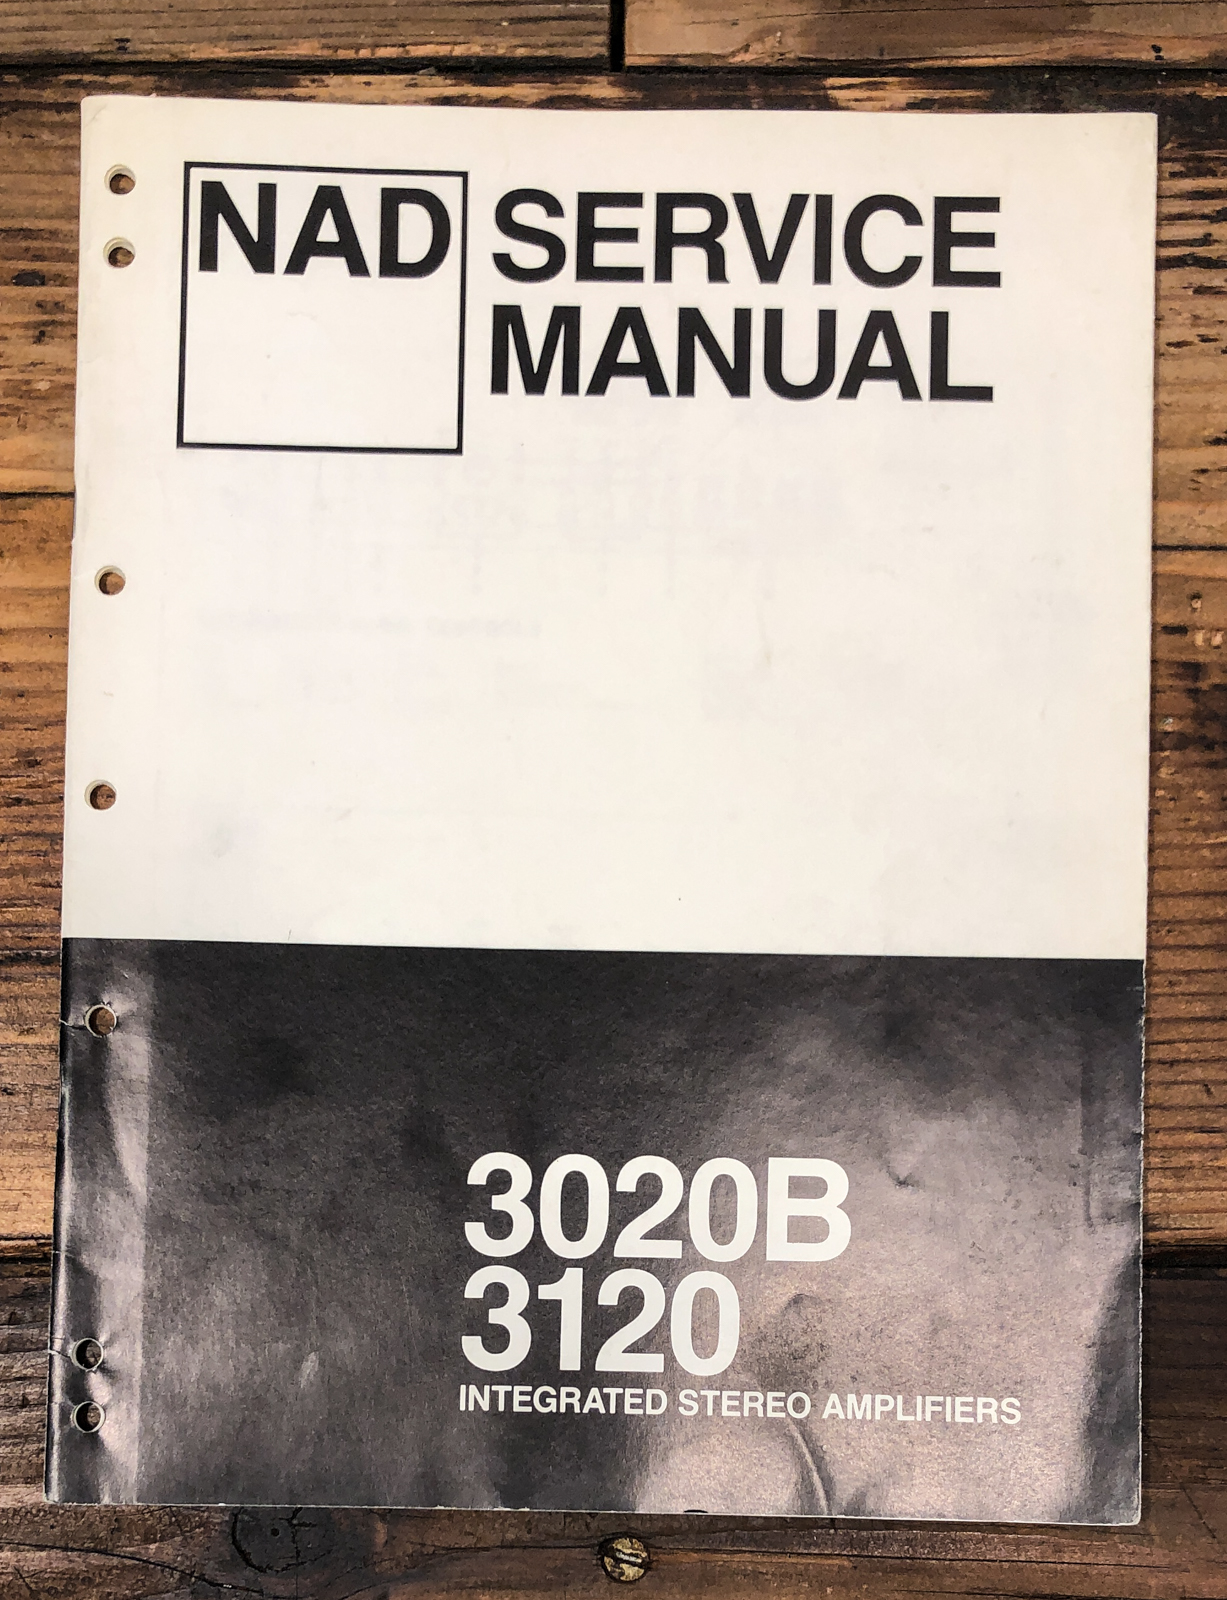 NAD SERVICE
MANUAL
3020B
3120
INTEGRATED STEREO AMPLIFIERS